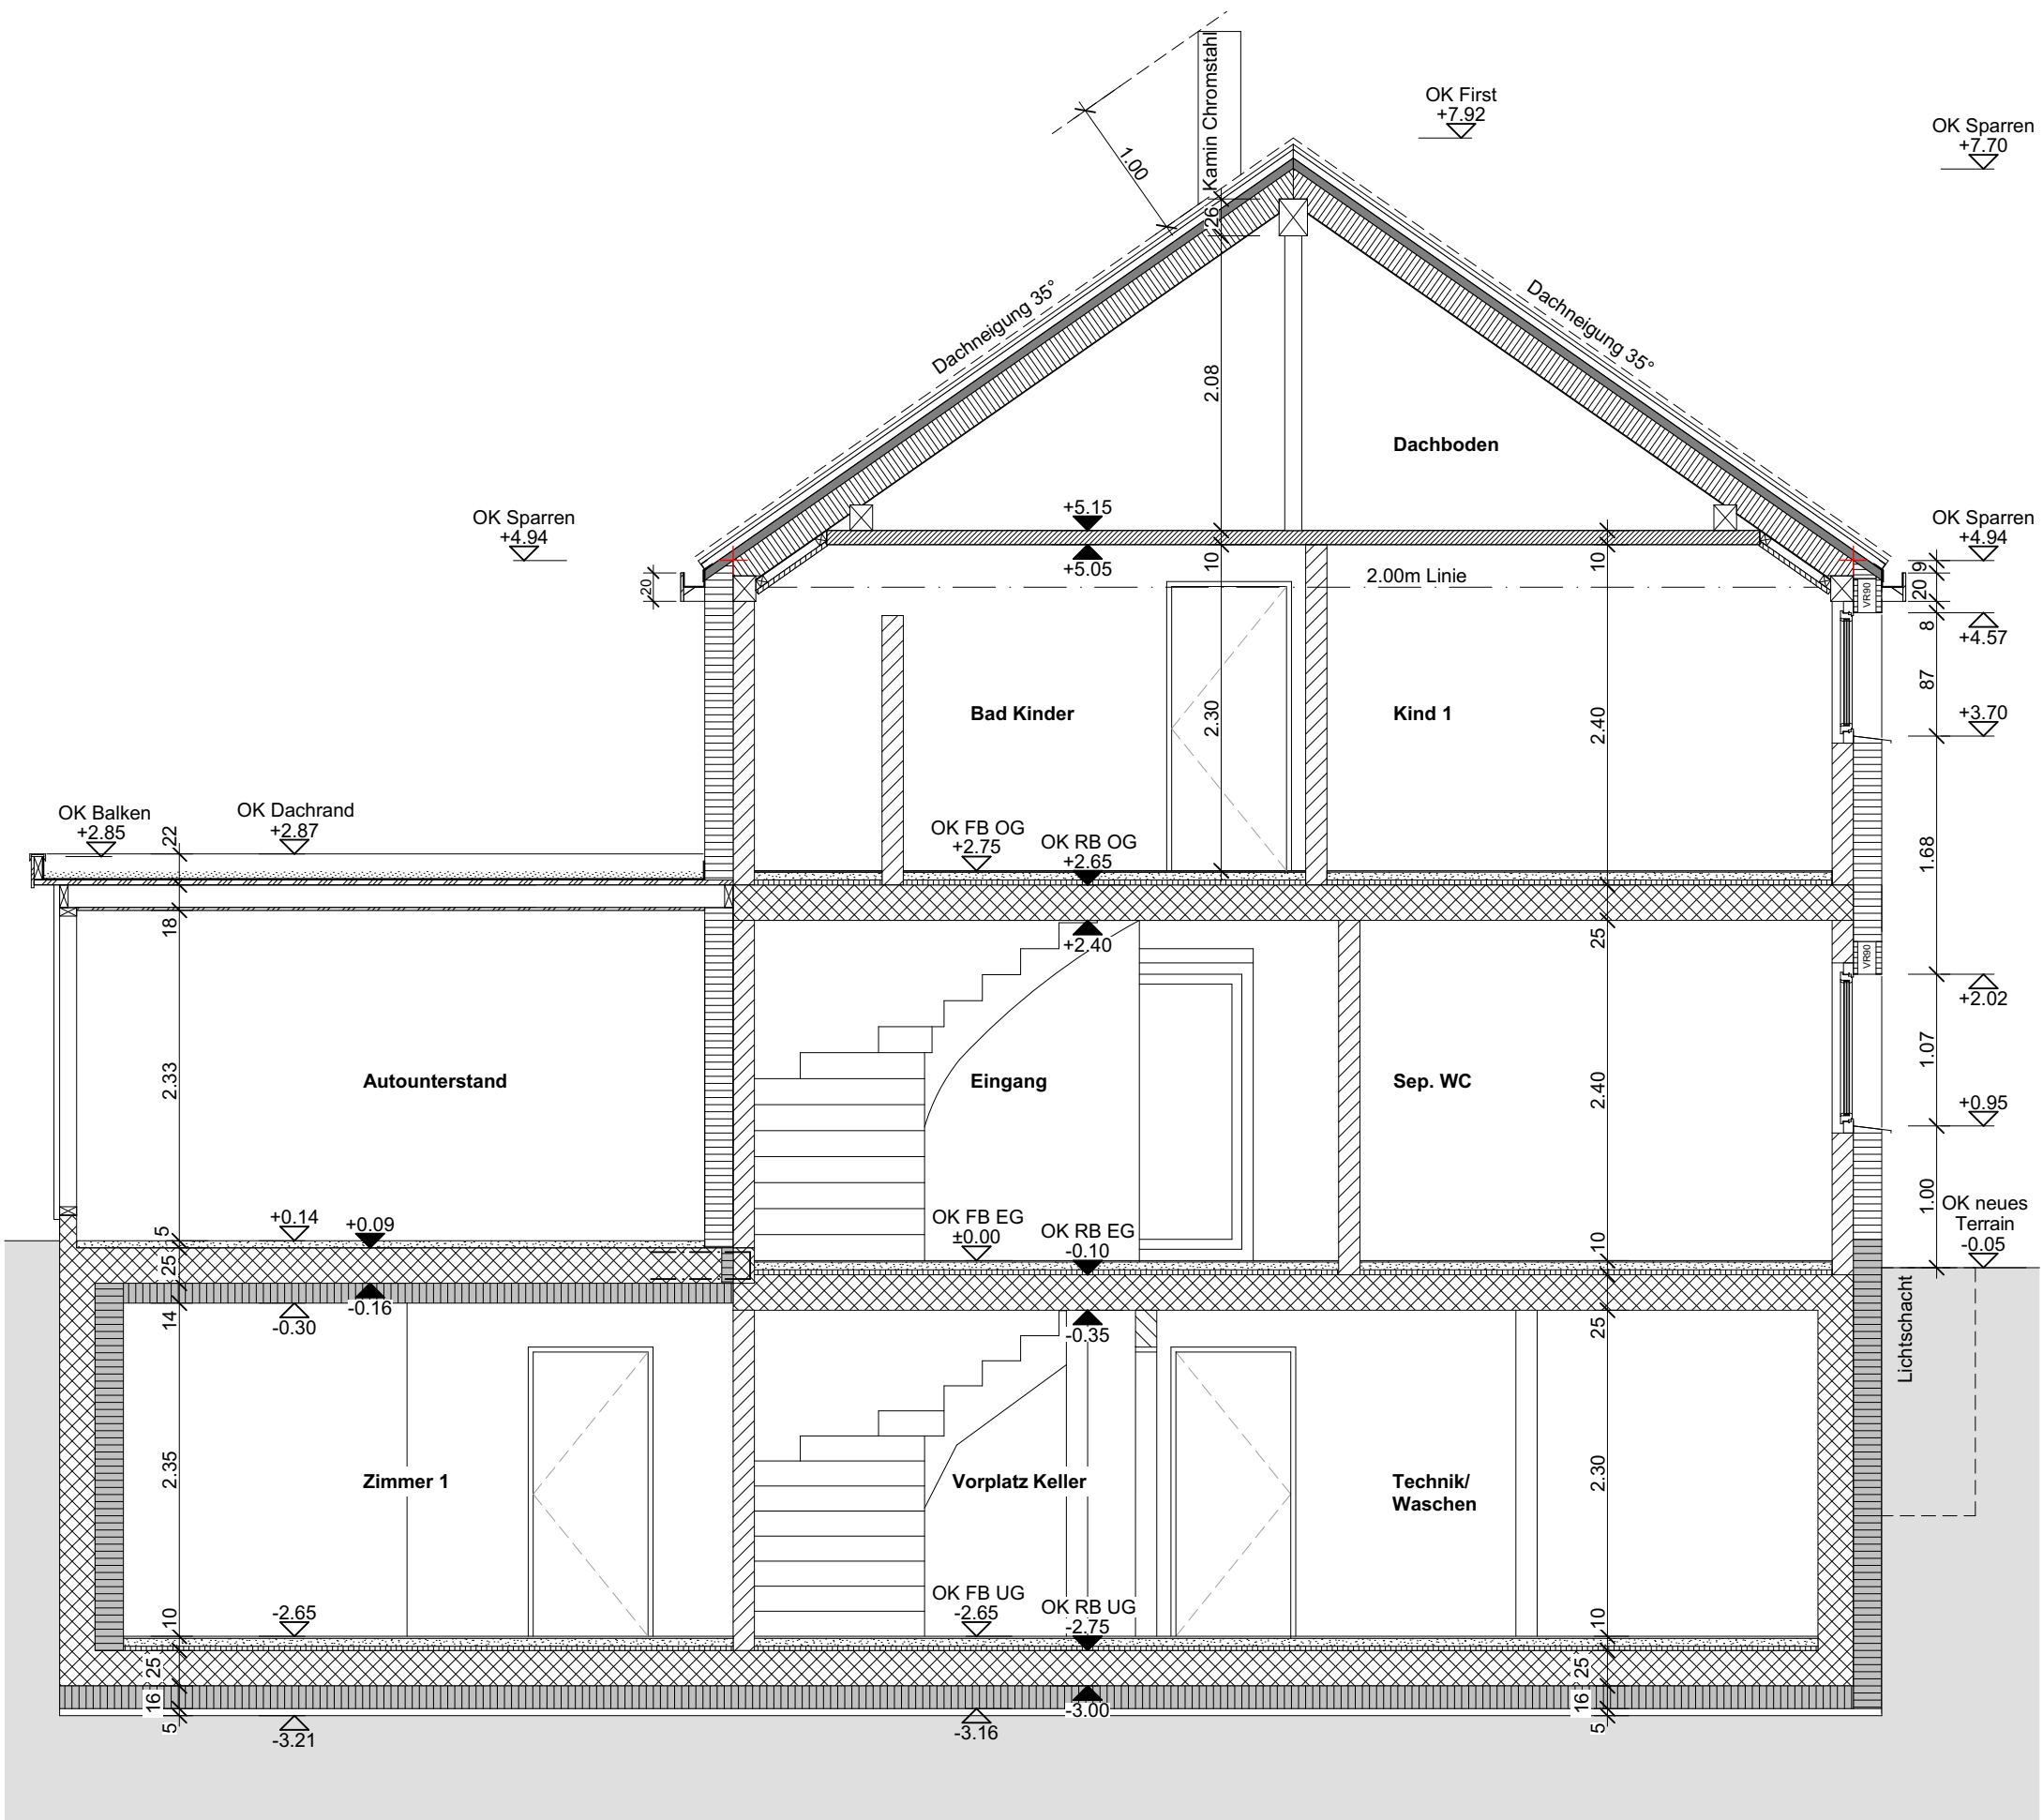 Kamin Chromstahl
OK First
+7.92
OK Sparren
+7.70
1.00
26
Dachneigung 35°
Dachneigung 35°
2.08
Dachboden
OK Sparren
+4.94
+5.15
+5.05
10
10
OK Sparren
+4.94
20
2.00m Linie
VR90
9
20
8
+4.57
87
+3.70
Bad Kinder
2.30
Kind 1
2.40
OK Balken
+2.85
OK Dachrand
+2.87
22
OK FB OG
+2.75
OK RB OG
+2.65
1.68
18
+2.40
25
VR90
+2.02
2.33
Autounterstand
Eingang
Sep. WC
2.40
1.07
+0.95
1.00
OK neues
Terrain
-0.05
5
+0.14
+0.09
OK FB EG
±0.00
OK RB EG
-0.10
10
25
-0.16
14
-0.30
-0.35
25
Lichtschacht
2.35
Zimmer 1
Vorplatz Keller
Technik/
Waschen
2.30
OK FB UG
-2.65
OK RB UG
-2.75
10
-2.65
10
25
25
16
16
-3.00
5
-3.21
-3.16
5